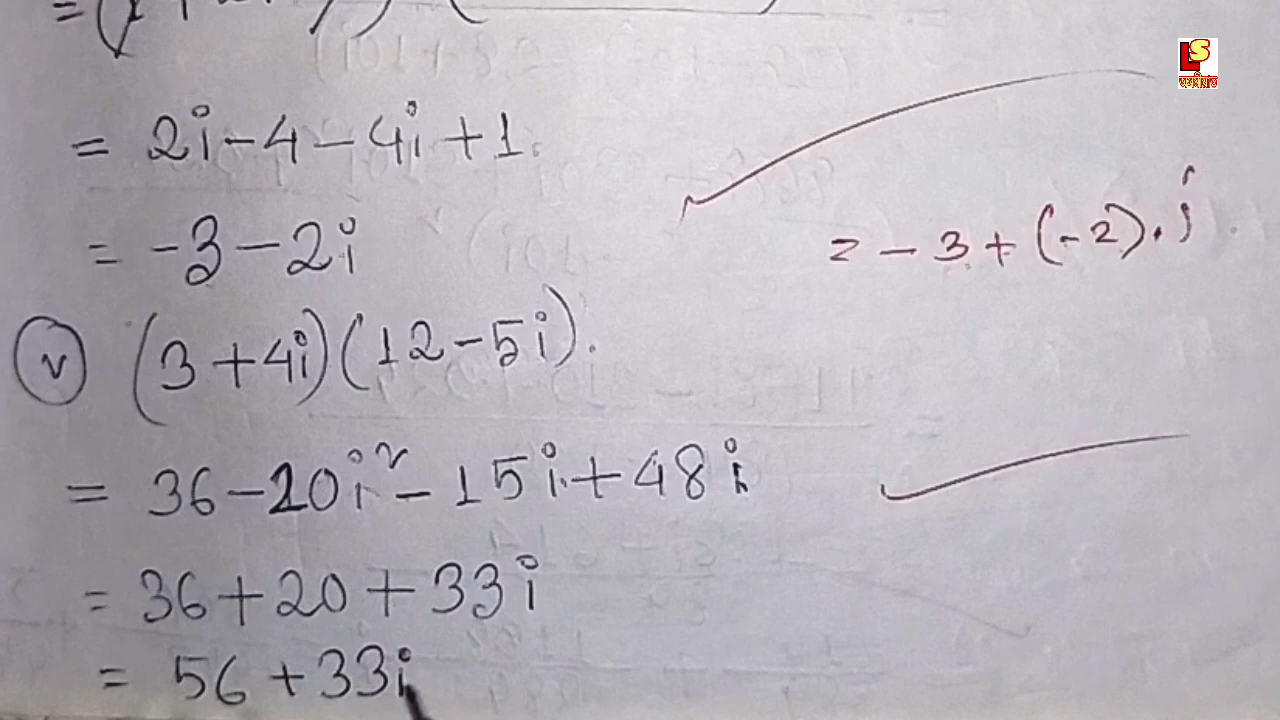 = 2i - 4 - 4i + 1.
= -3 - 2i
= -3 + (-2).i
v (3 + 4i)(12 - 5i).
= 36 - 20i² - 15i + 48i
= 36 + 20 + 33i
= 56 + 33i
LS